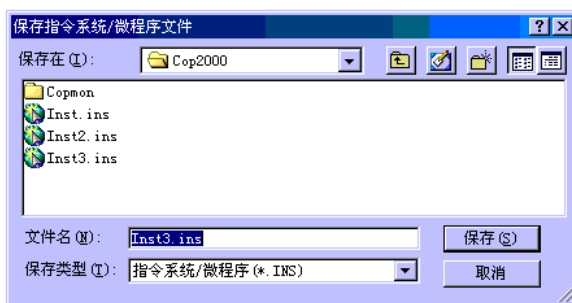 保存指令系统/微程序文件
保存在(I): Cop2000
Copmon
Inst.ins
Inst2.ins
Inst3.ins
文件名(N): Inst3.ins 保存(S)
保存类型(T): 指令系统/微程序(*.INS) 取消